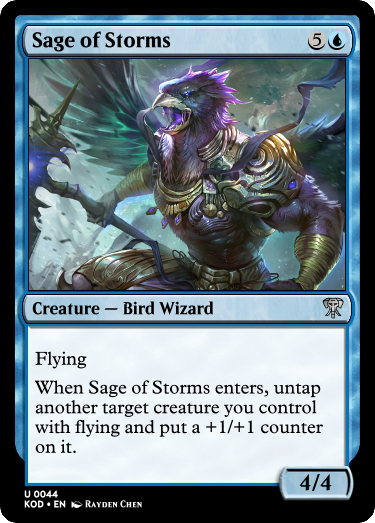 Sage of Storms 5
Creature — Bird Wizard
Flying
When Sage of Storms enters, untap
another target creature you control
with flying and put a +1/+1 counter
on it.
4/4
U 0044
KOD • EN Rayden Chen